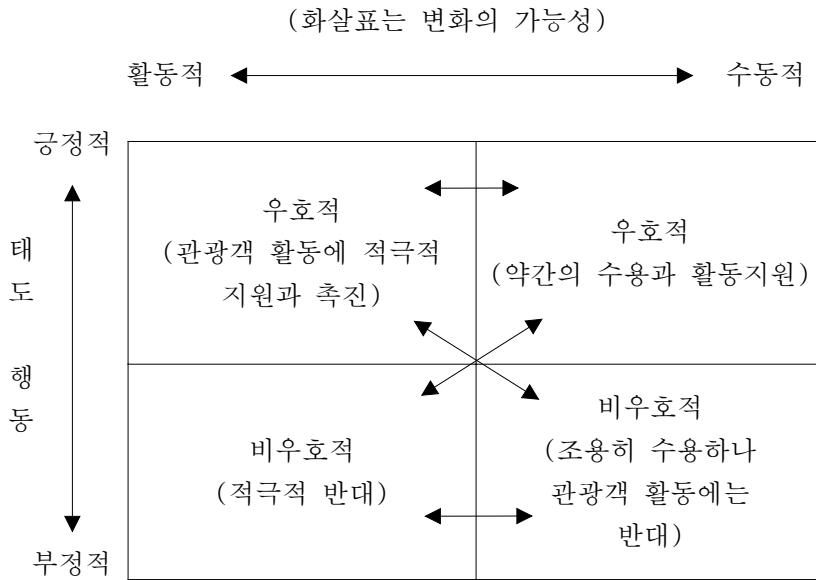 (화살표는 변화의 가능성)
활동적
수동적
긍정적
태
도
행
동
부정적
우호적
(관광객 활동에 적극적
지원과 촉진)
우호적
(약간의 수용과 활동지원)
비우호적
(적극적 반대)
비우호적
(조용히 수용하나
관광객 활동에는
반대)